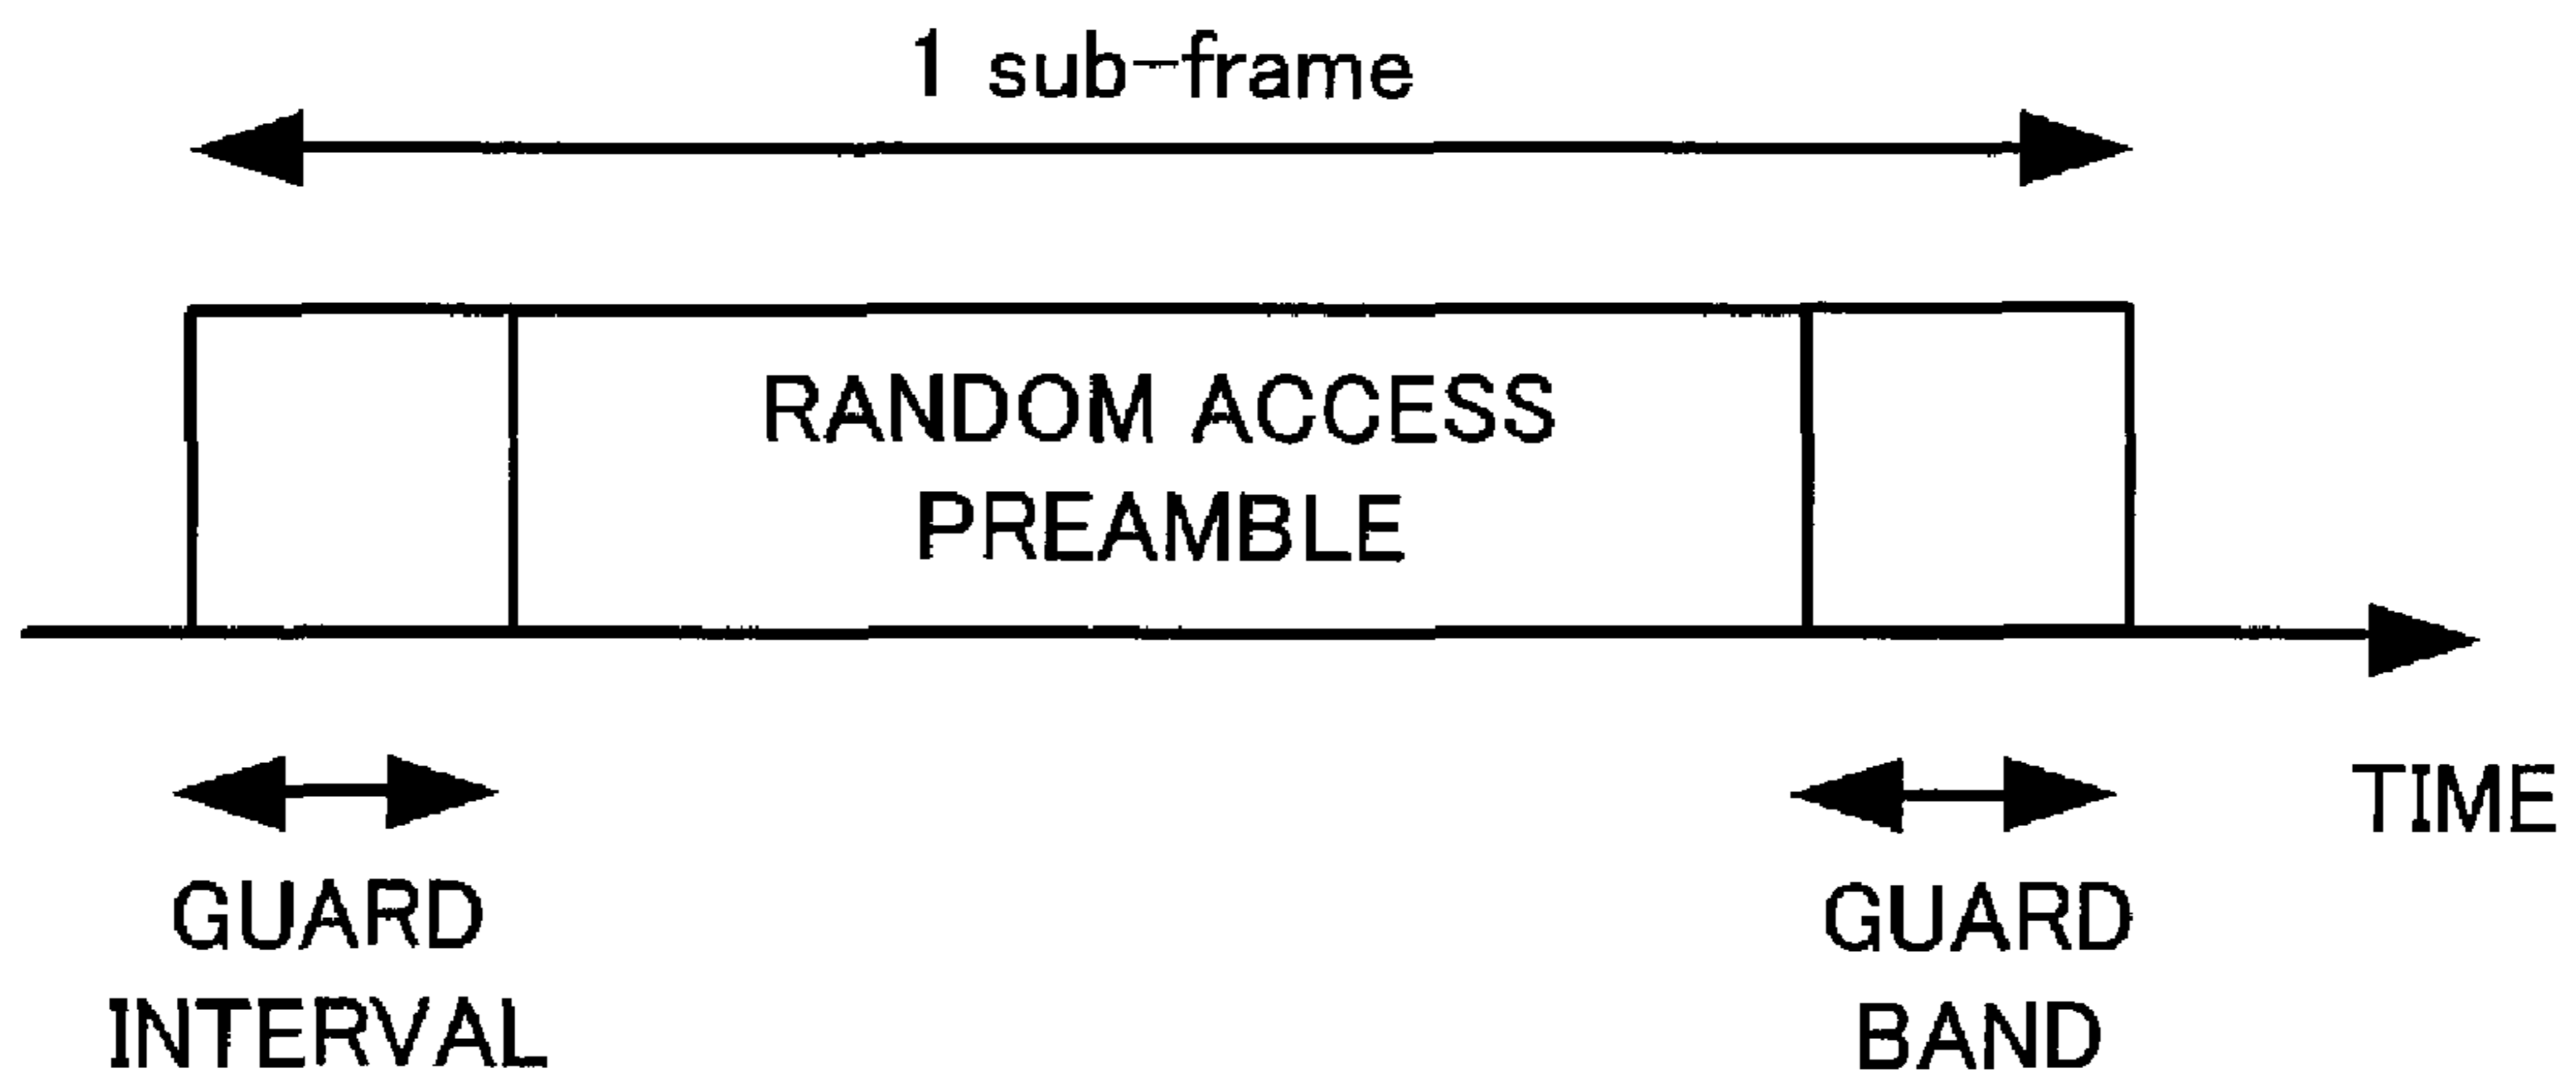 1 sub-frame
RANDOM ACCESS
PREAMBLE
TIME
GUARD
INTERVAL
GUARD
BAND